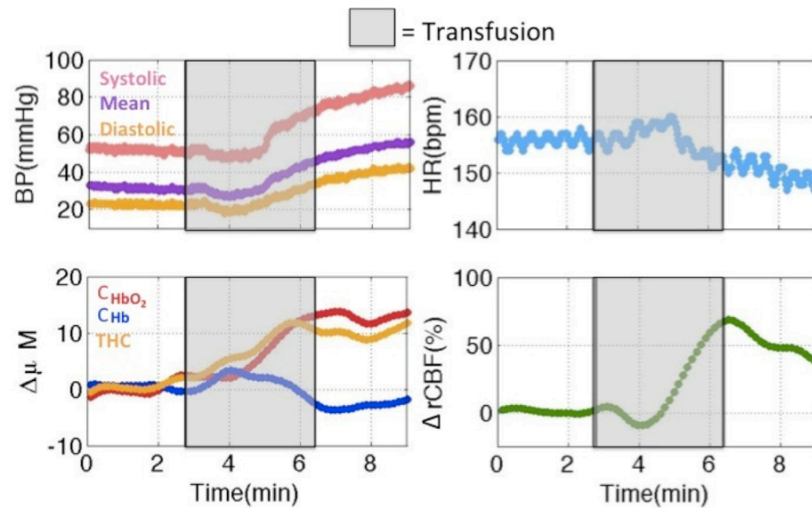 = Transfusion
BP(mmHg)
100
80
60
40
20
Systolic
Mean
Diastolic
HR(bpm)
170
160
150
140
Δμ M
20
10
0
-10
CHbO₂
CHb
THC
0 2 4 6 8
Time(min)
Δ rCBF(%)
100
50
0
0 2 4 6 8
Time(min)